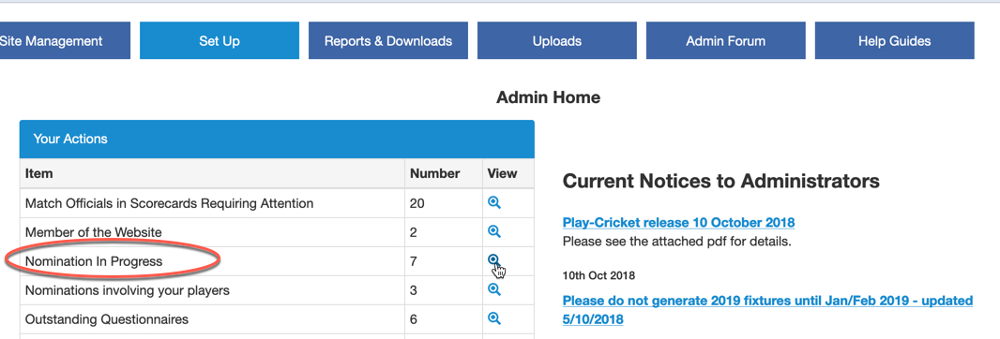 Site Management
Set Up
Reports & Downloads
Uploads
Admin Forum
Help Guides
Admin Home
Your Actions
Item Number View
Match Officials in Scorecards Requiring Attention 20
Member of the Website 2
Nomination In Progress 7
Nominations involving your players 3
Outstanding Questionnaires 6
Current Notices to Administrators
Play-Cricket release 10 October 2018
Please see the attached pdf for details.
10th Oct 2018
Please do not generate 2019 fixtures until Jan/Feb 2019 - updated
5/10/2018